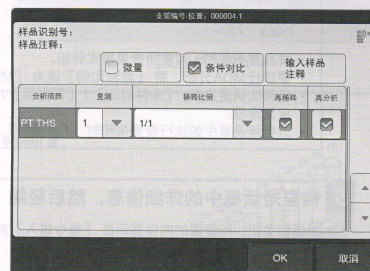 支架编号-位置：000004-1
样品识别号：
样品注释：
微量
条件对比
输入样品
注释
分析项目 复测 稀释比例 再稀释 再分析
PT THS 1 1/1
OK 取消